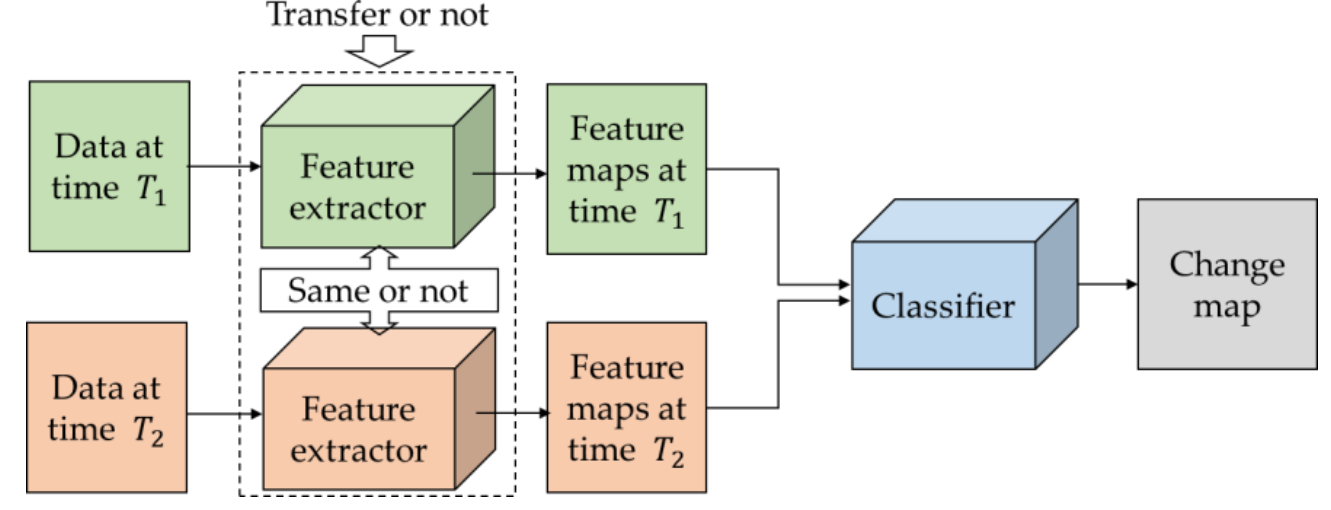 Transfer or not
Data at
time T₁
Feature
extractor
Feature
maps at
time T₁
Same or not
Classifier
Change
map
Data at
time T₂
Feature
extractor
Feature
maps at
time T₂